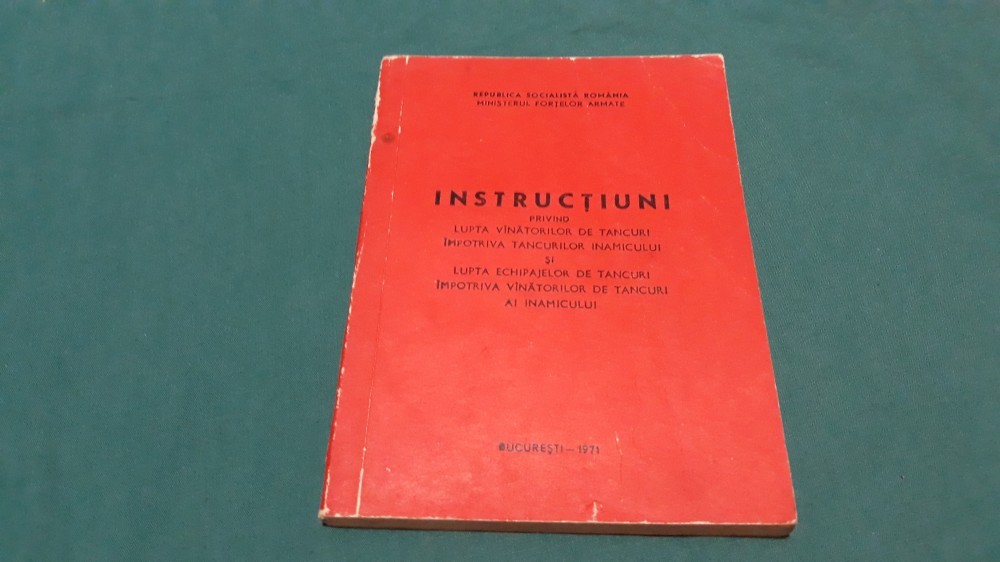 REPUBLICA SOCIALISTĂ ROMÂNIA
MINISTERUL FORȚELOR ARMATE
INSTRUCȚIUNI
PRIVIND
LUPTA VÎNĂTORILOR DE TANCURI
ÎMPOTRIVA TANCURILOR INAMICULUI
ȘI
LUPTA ECHIPAJELOR DE TANCURI
ÎMPOTRIVA VÎNĂTORILOR DE TANCURI
AI INAMICULUI
BUCUREȘTI – 1971